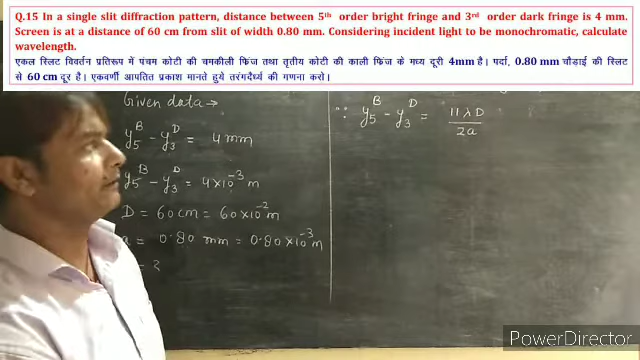 Q.15 In a single slit diffraction pattern, distance between 5th order bright fringe and 3rd order dark fringe is 4 mm.
Screen is at a distance of 60 cm from slit of width 0.80 mm. Considering incident light to be monochromatic, calculate
wavelength.
एकल स्लिट विवर्तन प्रतिरूप में पंचम कोटी की चमकीली फ्रिंज तथा तृतीय कोटी की काली फ्रिंज के मध्य दूरी 4mm है। पर्दा, 0.80 mm चौड़ाई की स्लिट
से 60 cm दूर है। एकवर्णी आपतित प्रकाश मानते हुये तरंगदैर्ध्य की गणना करो।
Given data→
y₅ᴮ - y₃ᴰ = 4 mm
y₅ᴮ - y₃ᴰ = 4×10⁻³ m
D = 60 cm = 60×10⁻² m
= 0.80 mm = 0.80×10⁻³ m
= ?
∵ y₅ᴮ - y₃ᴰ = 11λD/2a
PowerDirector